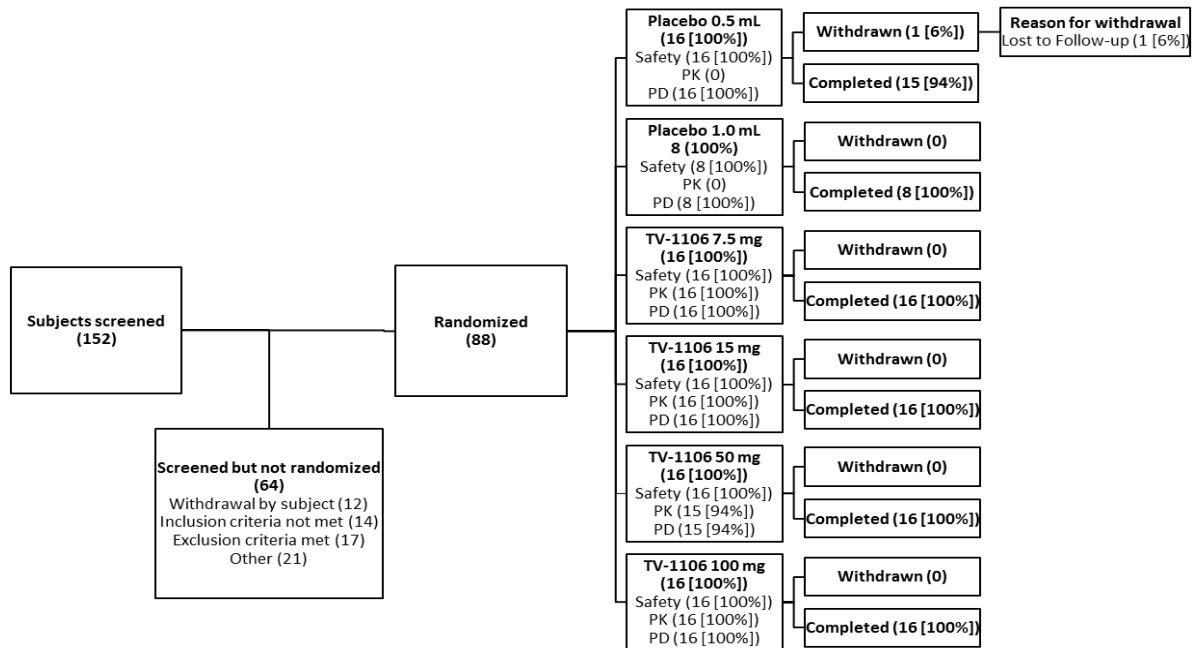 Subjects screened
(152)
Screened but not randomized
(64)
Withdrawal by subject (12)
Inclusion criteria not met (14)
Exclusion criteria met (17)
Other (21)
Randomized
(88)
Placebo 0.5 mL
(16 [100%])
Safety (16 [100%])
PK (0)
PD (16 [100%])
Withdrawn (1 [6%])
Reason for withdrawal
Lost to Follow-up (1 [6%])
Completed (15 [94%])
Placebo 1.0 mL
8 (100%)
Safety (8 [100%])
PK (0)
PD (8 [100%])
Withdrawn (0)
Completed (8 [100%])
TV-1106 7.5 mg
(16 [100%])
Safety (16 [100%])
PK (16 [100%])
PD (16 [100%])
Withdrawn (0)
Completed (16 [100%])
TV-1106 15 mg
(16 [100%])
Safety (16 [100%])
PK (16 [100%])
PD (16 [100%])
Withdrawn (0)
Completed (16 [100%])
TV-1106 50 mg
(16 [100%])
Safety (16 [100%])
PK (15 [94%])
PD (15 [94%])
Withdrawn (0)
Completed (16 [100%])
TV-1106 100 mg
(16 [100%])
Safety (16 [100%])
PK (16 [100%])
PD (16 [100%])
Withdrawn (0)
Completed (16 [100%])